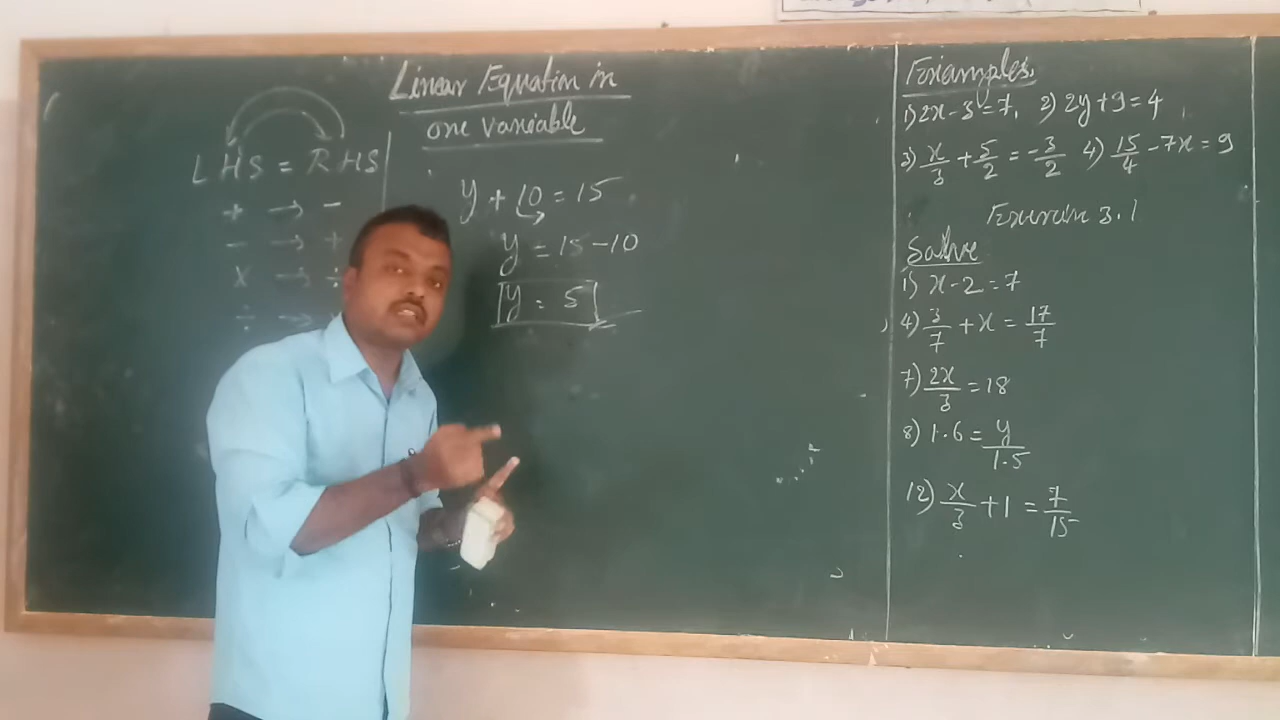 Linear Equation in
one variable
LHS = RHS
+ → -
- → +
x → ÷
÷ →
y + 10 = 15
y = 15 - 10
y = 5
Examples.
1) 2x - 3 = 7, 2) 2y + 9 = 4
3) x/3 + 5/2 = -3/2 4) 15/4 - 7x = 9
Exercise 3.1
Solve
1) x - 2 = 7
4) 3/7 + x = 17/7
7) 2x/3 = 18
8) 1.6 = y/1.5
12) x/3 + 1 = 7/15